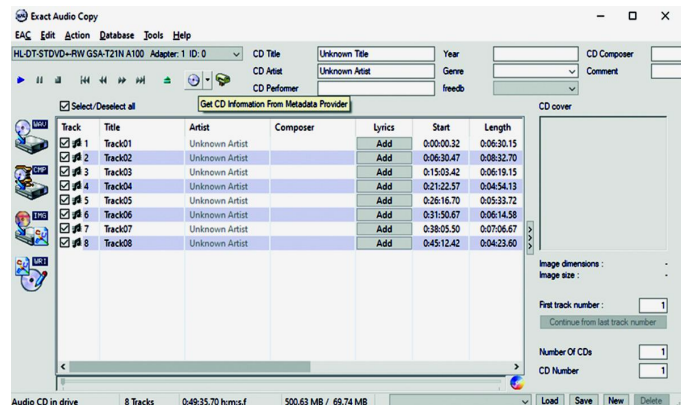 Exact Audio Copy
EAC Edit Action Database Tools Help
HL-DT-STDVD+-RW GSA-T21N A100 Adapter: 1 ID: 0
CD Title Unknown Title Year CD Composer
CD Artist Unknown Artist Genre Comment
CD Performer freedb
Get CD Information From Metadata Provider
Select/Deselect all CD cover
Track Title Artist Composer Lyrics Start Length
1 Track01 Unknown Artist Add 0:00:00.32 0:06:30.15
2 Track02 Unknown Artist Add 0:06:30.47 0:08:32.70
3 Track03 Unknown Artist Add 0:15:03.42 0:06:19.15
4 Track04 Unknown Artist Add 0:21:22.57 0:04:54.13
5 Track05 Unknown Artist Add 0:26:16.70 0:05:33.72
6 Track06 Unknown Artist Add 0:31:50.67 0:06:14.58
7 Track07 Unknown Artist Add 0:38:05.50 0:07:06.67
8 Track08 Unknown Artist Add 0:45:12.42 0:04:23.60
WAV
CMP
IMG
WRI
Image dimensions : -
Image size : -
First track number : 1
Continue from last track number
Number Of CDs 1
CD Number 1
Audio CD in drive 8 Tracks 0:49:35.70 h:m:s.f 500.63 MB / 69.74 MB Load Save New Delete